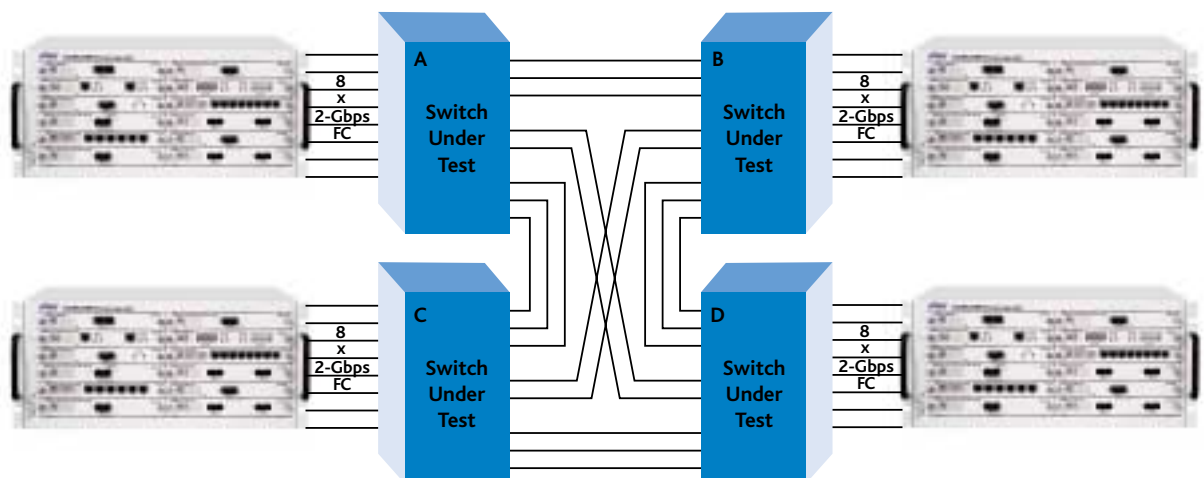 A
Switch
Under
Test
B
Switch
Under
Test
8
x
2-Gbps
FC
8
x
2-Gbps
FC
C
Switch
Under
Test
D
Switch
Under
Test
8
x
2-Gbps
FC
8
x
2-Gbps
FC